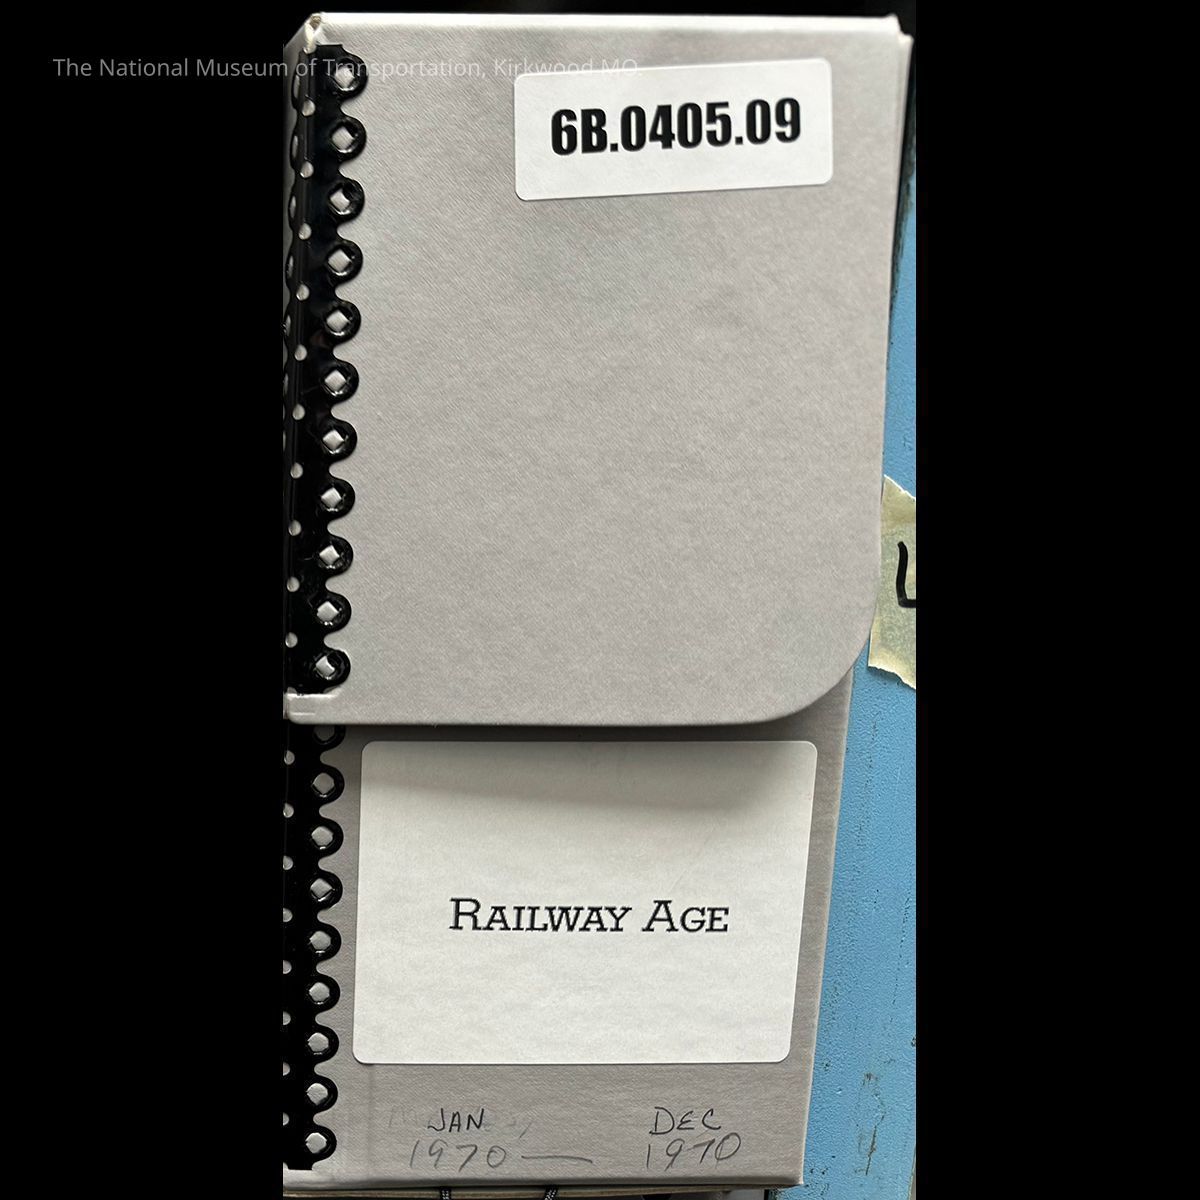 The National Museum of Transportation, Kirkwood MO.
6B.0405.09
RAILWAY AGE
JAN DEC
1970 — 1970
L